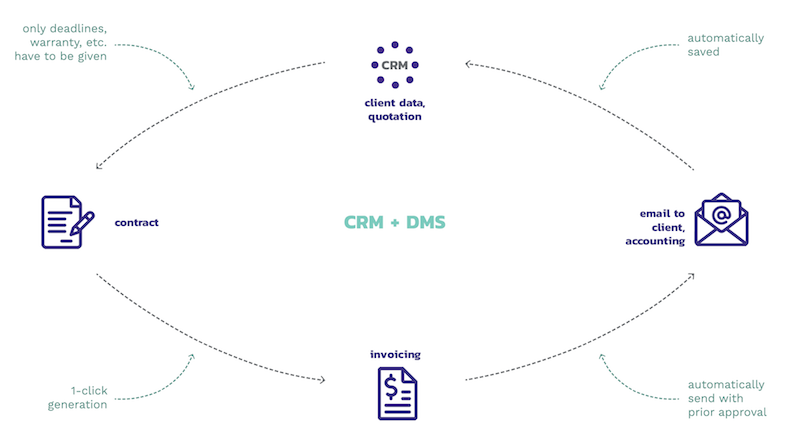 only deadlines,
warranty, etc.
have to be given
CRM
client data,
quotation
automatically
saved
contract
CRM + DMS
email to
client,
accounting
@
invoicing
$
1-click
generation
automatically
send with
prior approval